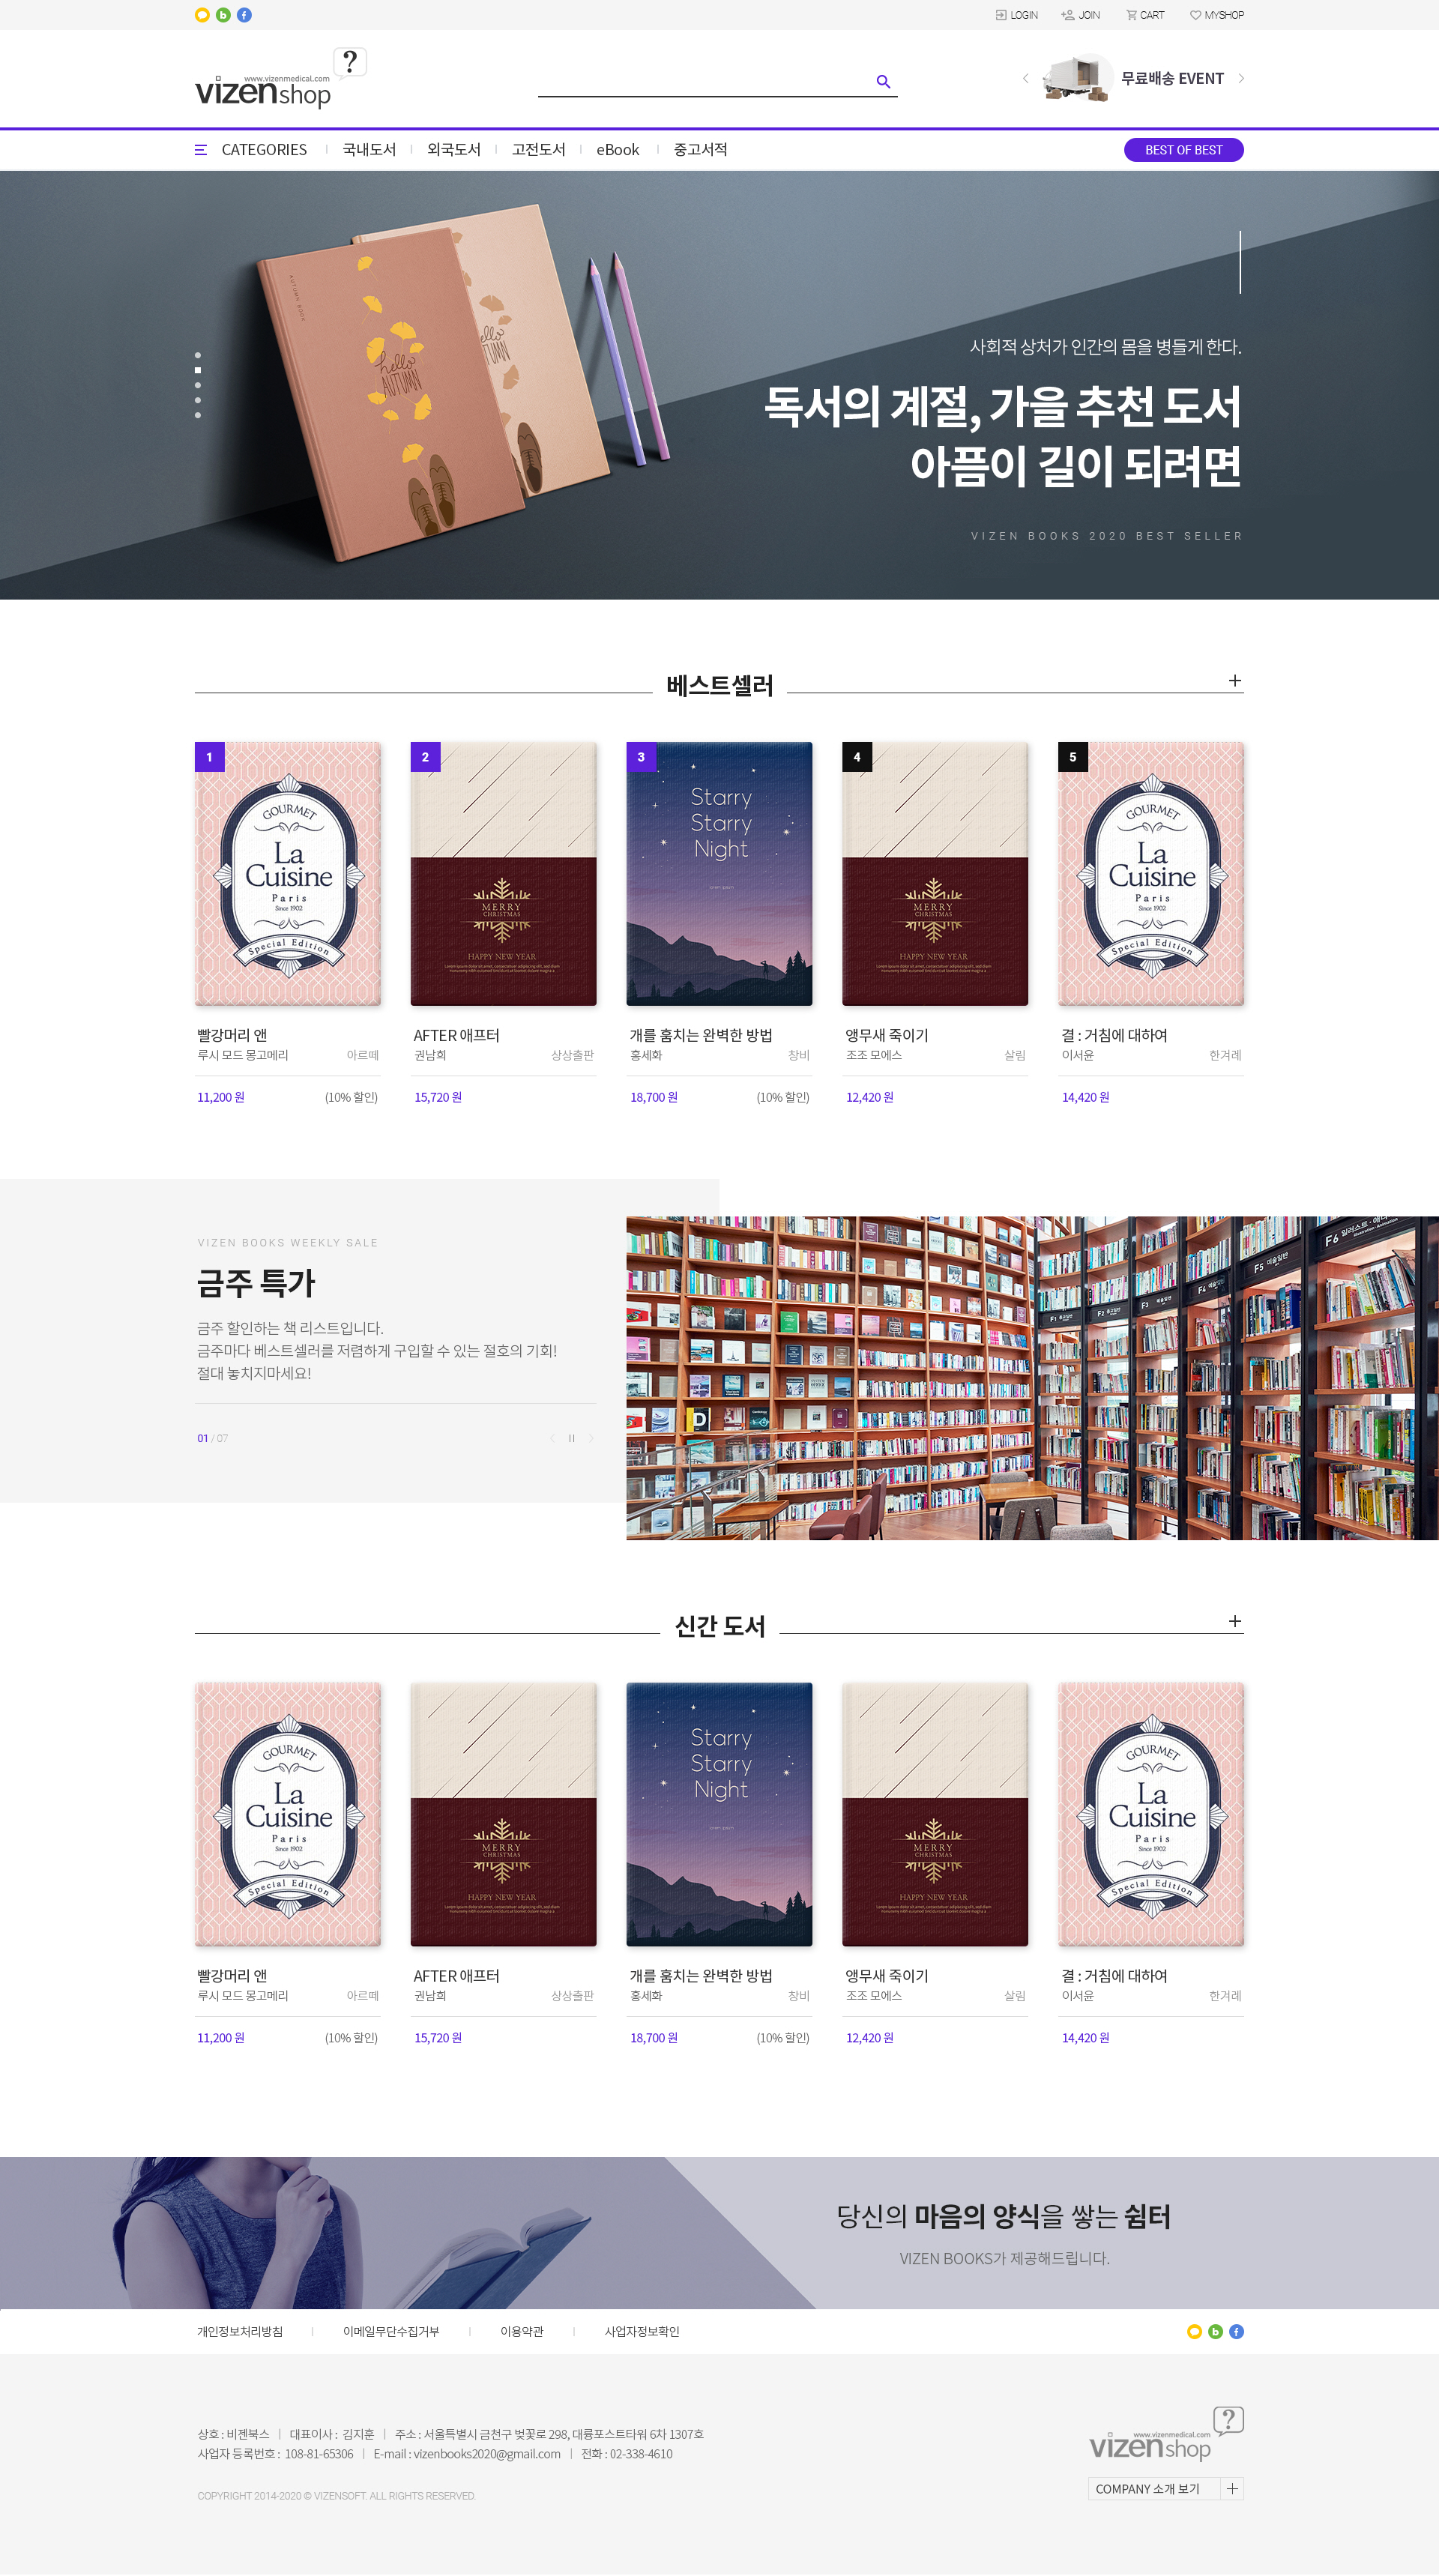 LOGIN
JOIN
CART
MYSHOP
www.vizenmedical.com
vizenshop
?
무료배송 EVENT
CATEGORIES
국내도서
외국도서
고전도서
eBook
중고서적
BEST OF BEST
AUTUMN BOOK
hello
AUTUMN
hello
AUTUMN
사회적 상처가 인간의 몸을 병들게 한다.
독서의 계절, 가을 추천 도서
아픔이 길이 되려면
VIZEN BOOKS 2020 BEST SELLER
베스트셀러
1
GOURMET
La
Cuisine
Paris
Since 1902
Special Edition
2
MERRY
CHRISTMAS
HAPPY NEW YEAR
3
Starry
Starry
Night
4
MERRY
CHRISTMAS
HAPPY NEW YEAR
5
GOURMET
La
Cuisine
Paris
Since 1902
Special Edition
빨강머리 앤
루시 모드 몽고메리 아르떼
11,200 원 (10% 할인)
AFTER 애프터
권남희 상상출판
15,720 원
개를 훔치는 완벽한 방법
홍세화 창비
18,700 원 (10% 할인)
앵무새 죽이기
조조 모에스 살림
12,420 원
결 : 거침에 대하여
이서윤 한겨레
14,420 원
VIZEN BOOKS WEEKLY SALE
금주 특가
금주 할인하는 책 리스트입니다.
금주마다 베스트셀러를 저렴하게 구입할 수 있는 절호의 기회!
절대 놓치지마세요!
01 / 07
F1
F2
F3
F4
F5
F6
신간 도서
GOURMET
La
Cuisine
Paris
Since 1902
Special Edition
MERRY
CHRISTMAS
HAPPY NEW YEAR
Starry
Starry
Night
MERRY
CHRISTMAS
HAPPY NEW YEAR
GOURMET
La
Cuisine
Paris
Since 1902
Special Edition
빨강머리 앤
루시 모드 몽고메리 아르떼
11,200 원 (10% 할인)
AFTER 애프터
권남희 상상출판
15,720 원
개를 훔치는 완벽한 방법
홍세화 창비
18,700 원 (10% 할인)
앵무새 죽이기
조조 모에스 살림
12,420 원
결 : 거침에 대하여
이서윤 한겨레
14,420 원
당신의 마음의 양식을 쌓는 쉼터
VIZEN BOOKS가 제공해드립니다.
개인정보처리방침
이메일무단수집거부
이용약관
사업자정보확인
상호 : 비젠북스 | 대표이사 : 김지훈 | 주소 : 서울특별시 금천구 벚꽃로 298, 대륭포스트타워 6차 1307호
사업자 등록번호 : 108-81-65306 | E-mail : vizenbooks2020@gmail.com | 전화 : 02-338-4610
COPYRIGHT 2014-2020 © VIZENSOFT. ALL RIGHTS RESERVED.
?
www.vizenmedical.com
vizenshop
COMPANY 소개 보기